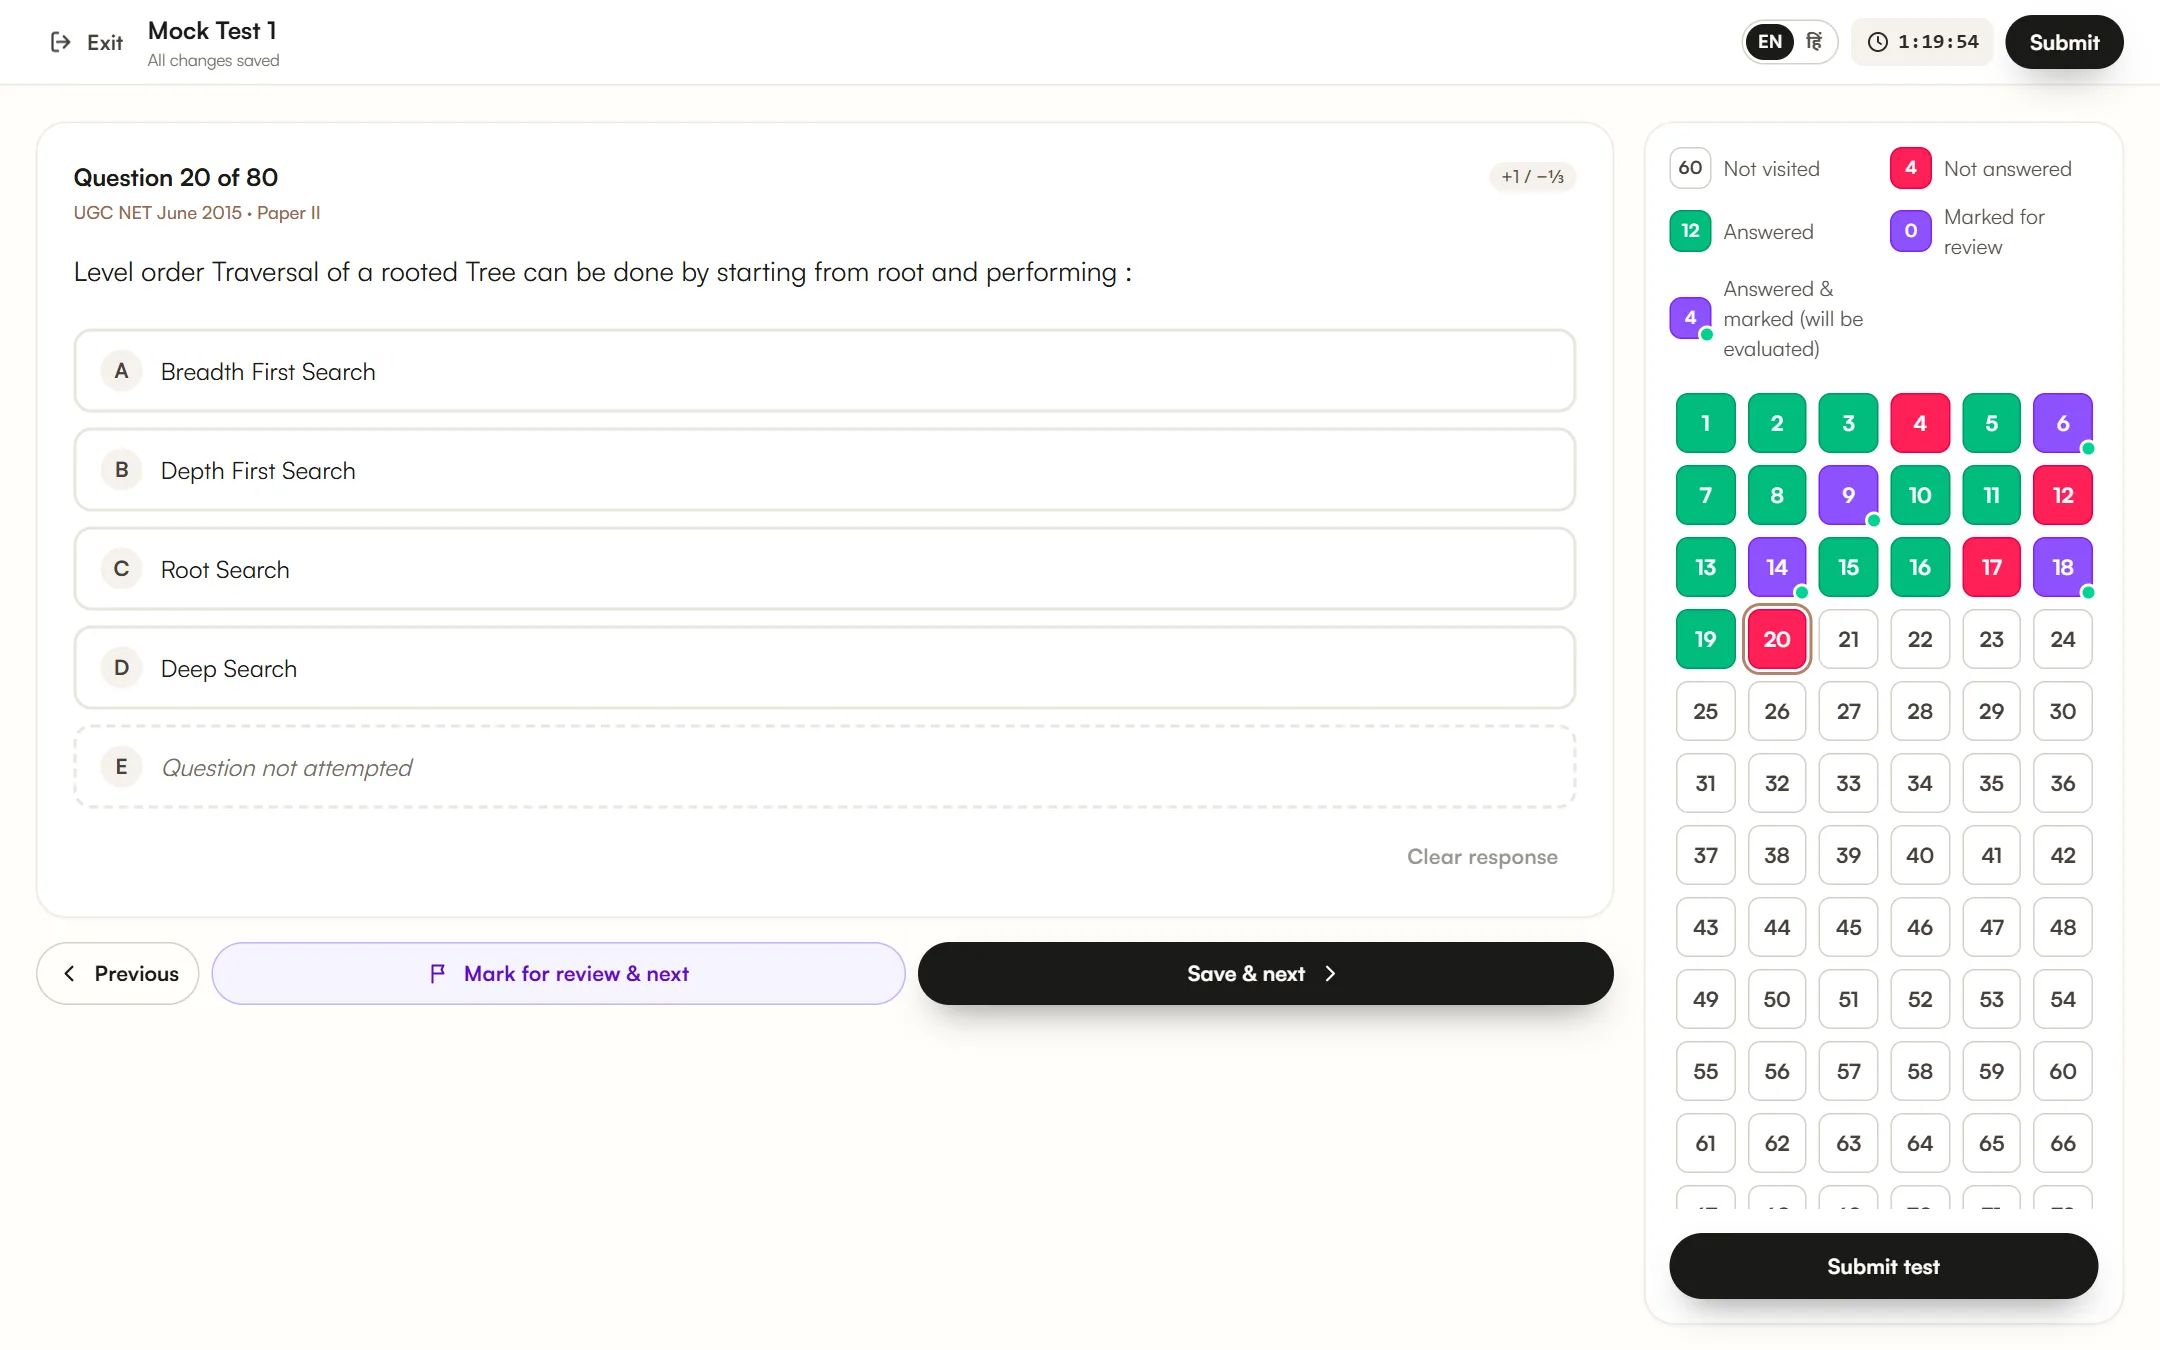 Exit
Mock Test 1
All changes saved
EN
हिं
1:19:54
Submit
Question 20 of 80
+1 / −⅓
UGC NET June 2015 • Paper II
Level order Traversal of a rooted Tree can be done by starting from root and performing :
A Breadth First Search
B Depth First Search
C Root Search
D Deep Search
E Question not attempted
Clear response
Previous
Mark for review & next
Save & next
60 Not visited
4 Not answered
12 Answered
0 Marked for
review
4 Answered &
marked (will be
evaluated)
1 2 3 4 5 6
7 8 9 10 11 12
13 14 15 16 17 18
19 20 21 22 23 24
25 26 27 28 29 30
31 32 33 34 35 36
37 38 39 40 41 42
43 44 45 46 47 48
49 50 51 52 53 54
55 56 57 58 59 60
61 62 63 64 65 66
Submit test